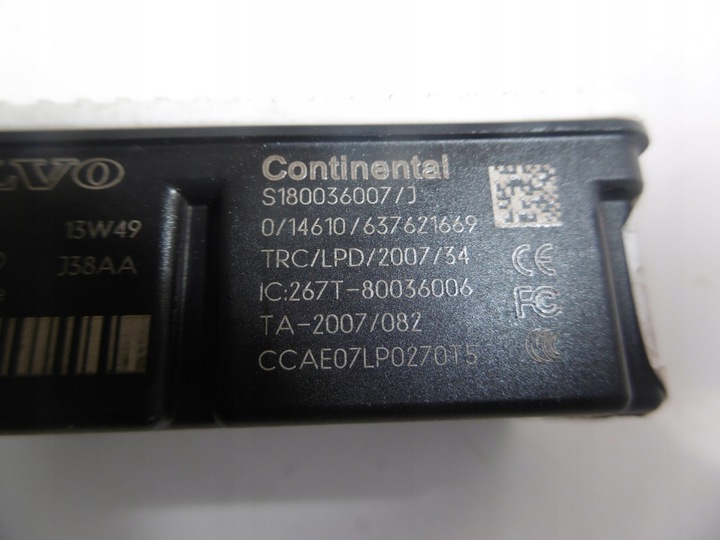 LVO
13W49
J38AA
Continental
S180036007/J
0/14610/637621669
TRC/LPD/2007/34
CE
IC:267T-80036006
FC
TA-2007/082
CCAE07LP0270T5